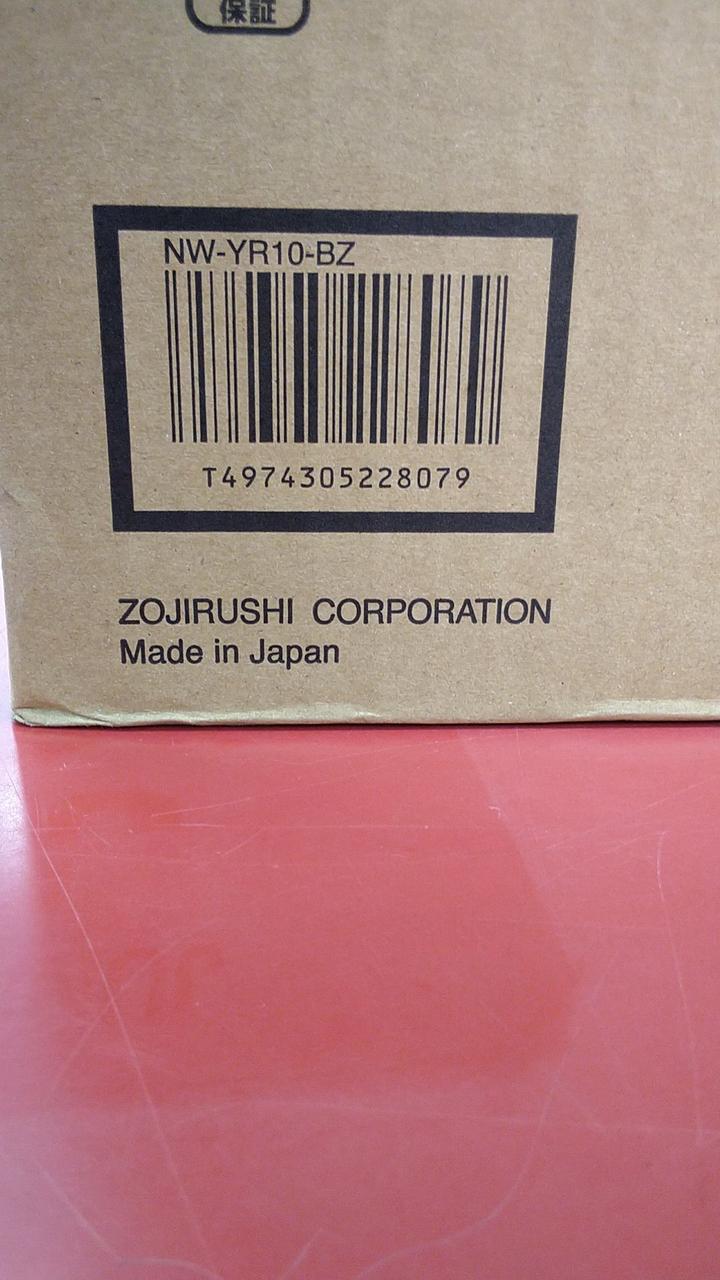 保証
NW-YR10-BZ
T4974305228079
ZOJIRUSHI CORPORATION
Made in Japan